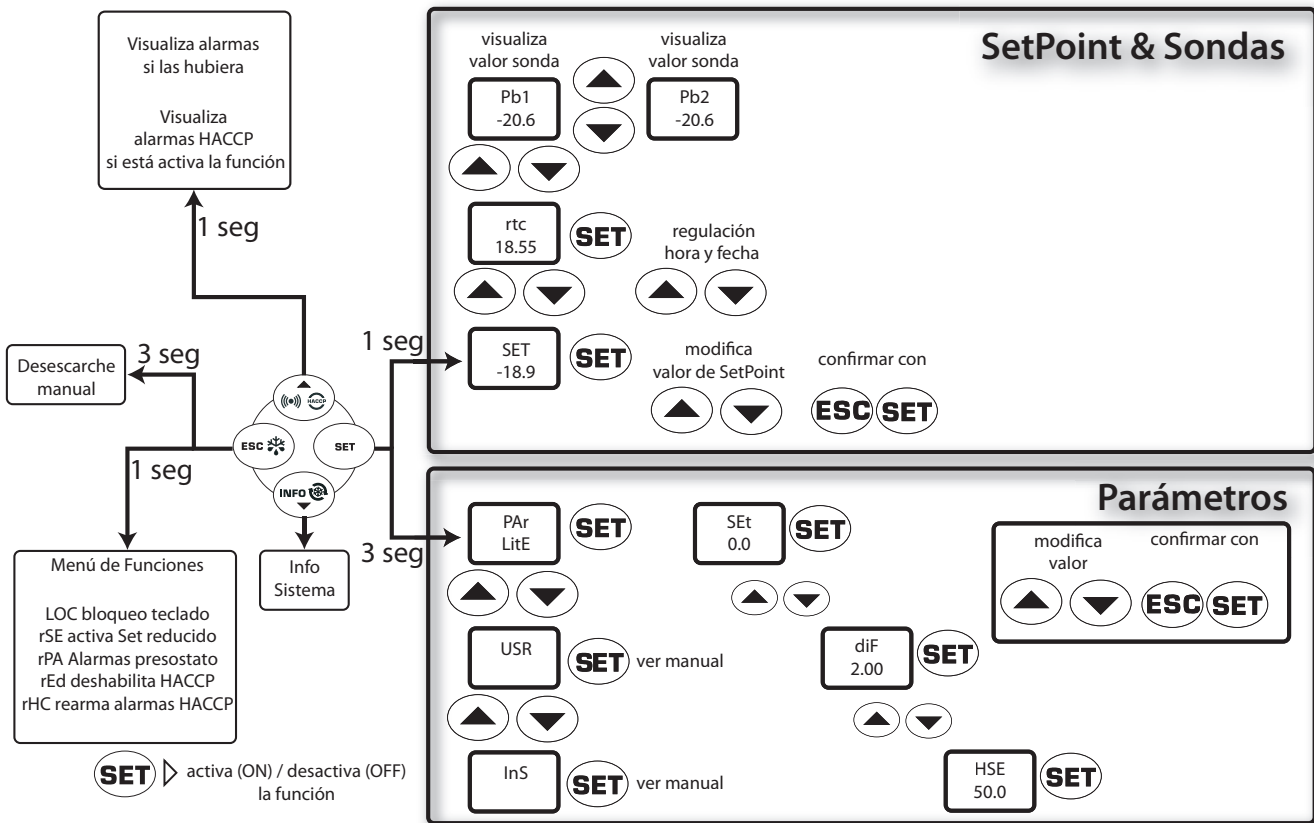 Visualiza alarmas
si las hubiera
Visualiza
alarmas HACCP
si está activa la función
1 seg
3 seg
Desescarche
manual
1 seg
HACCP
ESC
SET
INFO
Menú de Funciones
LOC bloqueo teclado
rSE activa Set reducido
rPA Alarmas presostato
rEd deshabilita HACCP
rHC rearma alarmas HACCP
Info
Sistema
SET
activa (ON) / desactiva (OFF)
la función
1 seg
3 seg
SetPoint & Sondas
visualiza
valor sonda
visualiza
valor sonda
Pb1
-20.6
Pb2
-20.6
rtc
18.55
SET
regulación
hora y fecha
SET
-18.9
SET
modifica
valor de SetPoint
confirmar con
ESC SET
Parámetros
PAr
LitE
SET
SEt
0.0
SET
modifica
valor
confirmar con
ESC SET
USR
SET ver manual
diF
2.00
SET
InS
SET ver manual
HSE
50.0
SET